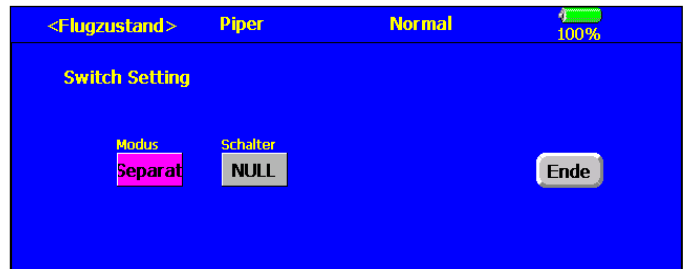 <Flugzustand> Piper Normal 100%
Switch Setting
Modus Schalter
Separat NULL Ende